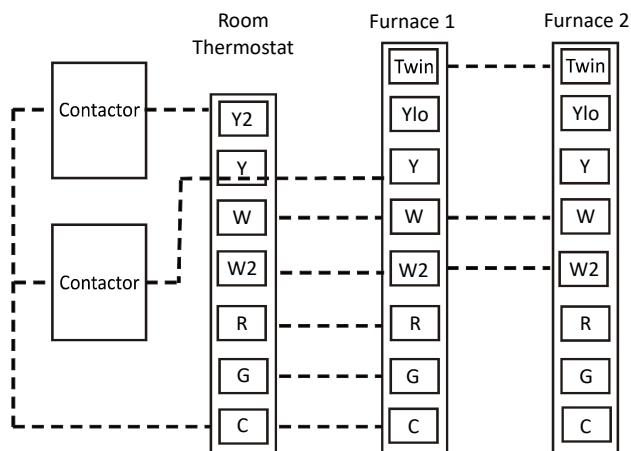 Room
Thermostat
Furnace 1
Furnace 2
Contactor
Contactor
Y2
Y
W
W2
R
G
C
Twin
Ylo
Y
W
W2
R
G
C
Twin
Ylo
Y
W
W2
R
G
C